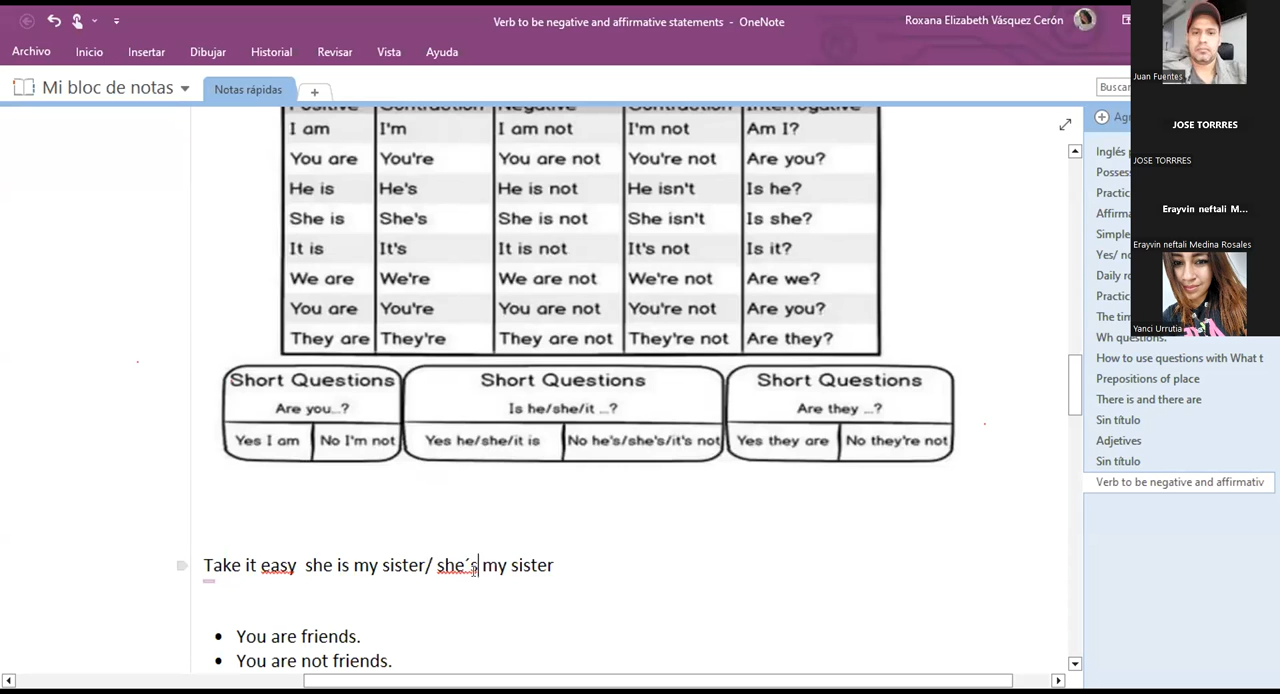 Verb to be negative and affirmative statements - OneNote
Roxana Elizabeth Vásquez Cerón
Archivo Inicio Insertar Dibujar Historial Revisar Vista Ayuda
Mi bloc de notas Notas rápidas +
Buscar
Positive Contraction Negative Contraction Interrogative
I am I'm I am not I'm not Am I?
You are You're You are not You're not Are you?
He is He's He is not He isn't Is he?
She is She's She is not She isn't Is she?
It is It's It is not It's not Is it?
We are We're We are not We're not Are we?
You are You're You are not You're not Are you?
They are They're They are not They're not Are they?
Short Questions Short Questions Short Questions
Are you...? Is he/she/it ...? Are they ...?
Yes I am No I'm not Yes he/she/it is No he's/she's/it's not Yes they are No they're not
Take it easy she is my sister/ she´s my sister
• You are friends.
• You are not friends.
Agr
Inglés p
Possess
Practic
Affirma
Simple
Yes/ no
Daily ro
Practic
The tim
Wh questions.
How to use questions with What t
Prepositions of place
There is and there are
Sin título
Adjetives
Sin título
Verb to be negative and affirmativ
Juan Fuentes
JOSE TORRRES
JOSE TORRRES
Erayvin neftali M...
Erayvin neftali Medina Rosales
Yanci Urrutia